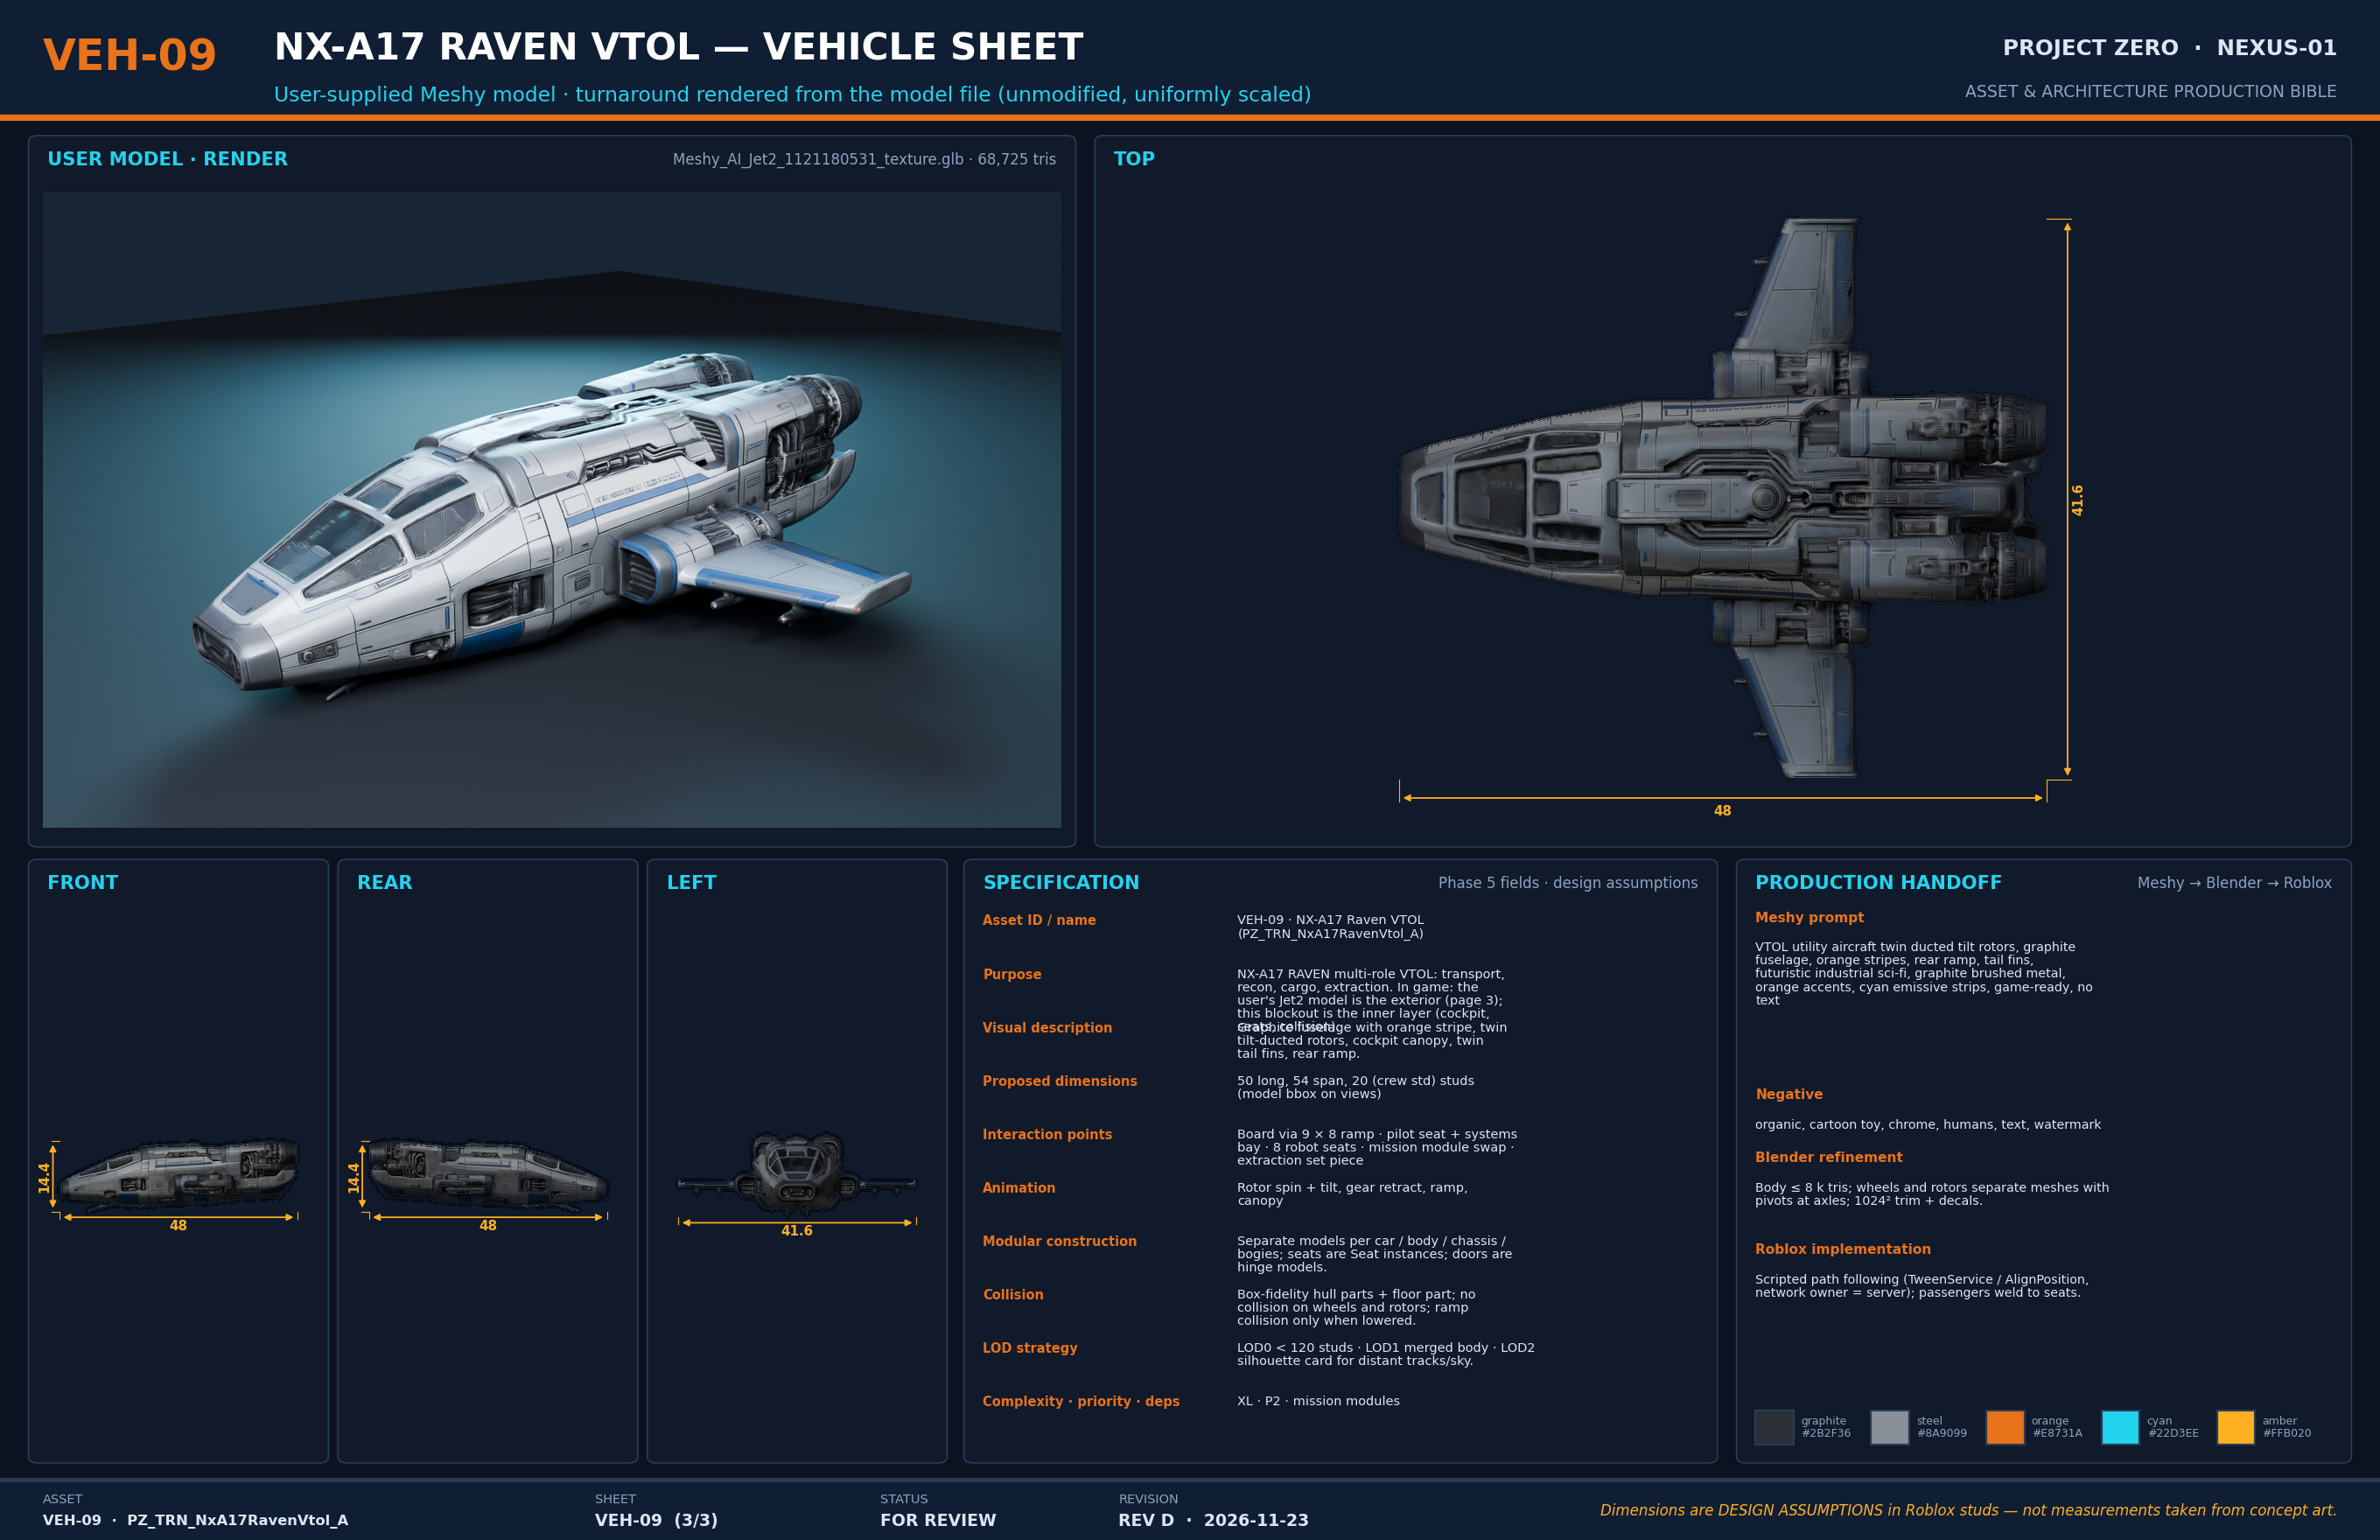 VEH-09
NX-A17 RAVEN VTOL — VEHICLE SHEET
User-supplied Meshy model · turnaround rendered from the model file (unmodified, uniformly scaled)
PROJECT ZERO · NEXUS-01
ASSET & ARCHITECTURE PRODUCTION BIBLE
USER MODEL · RENDER
Meshy_AI_Jet2_1121180531_texture.glb · 68,725 tris
TOP
41.6
48
FRONT
14.4
48
REAR
14.4
48
LEFT
41.6
SPECIFICATION
Phase 5 fields · design assumptions
Asset ID / name
VEH-09 · NX-A17 Raven VTOL
(PZ_TRN_NxA17RavenVtol_A)
Purpose
NX-A17 RAVEN multi-role VTOL: transport,
recon, cargo, extraction. In game: the
user's Jet2 model is the exterior (page 3);
this blockout is the inner layer (cockpit,
seats, collision).
Visual description
Graphite fuselage with orange stripe, twin
tilt-ducted rotors, cockpit canopy, twin
tail fins, rear ramp.
Proposed dimensions
50 long, 54 span, 20 (crew std) studs
(model bbox on views)
Interaction points
Board via 9 × 8 ramp · pilot seat + systems
bay · 8 robot seats · mission module swap ·
extraction set piece
Animation
Rotor spin + tilt, gear retract, ramp,
canopy
Modular construction
Separate models per car / body / chassis /
bogies; seats are Seat instances; doors are
hinge models.
Collision
Box-fidelity hull parts + floor part; no
collision on wheels and rotors; ramp
collision only when lowered.
LOD strategy
LOD0 < 120 studs · LOD1 merged body · LOD2
silhouette card for distant tracks/sky.
Complexity · priority · deps
XL · P2 · mission modules
PRODUCTION HANDOFF
Meshy → Blender → Roblox
Meshy prompt
VTOL utility aircraft twin ducted tilt rotors, graphite
fuselage, orange stripes, rear ramp, tail fins,
futuristic industrial sci-fi, graphite brushed metal,
orange accents, cyan emissive strips, game-ready, no
text
Negative
organic, cartoon toy, chrome, humans, text, watermark
Blender refinement
Body ≤ 8 k tris; wheels and rotors separate meshes with
pivots at axles; 1024² trim + decals.
Roblox implementation
Scripted path following (TweenService / AlignPosition,
network owner = server); passengers weld to seats.
graphite
#2B2F36
steel
#8A9099
orange
#E8731A
cyan
#22D3EE
amber
#FFB020
ASSET
VEH-09 · PZ_TRN_NxA17RavenVtol_A
SHEET
VEH-09 (3/3)
STATUS
FOR REVIEW
REVISION
REV D · 2026-11-23
Dimensions are DESIGN ASSUMPTIONS in Roblox studs — not measurements taken from concept art.